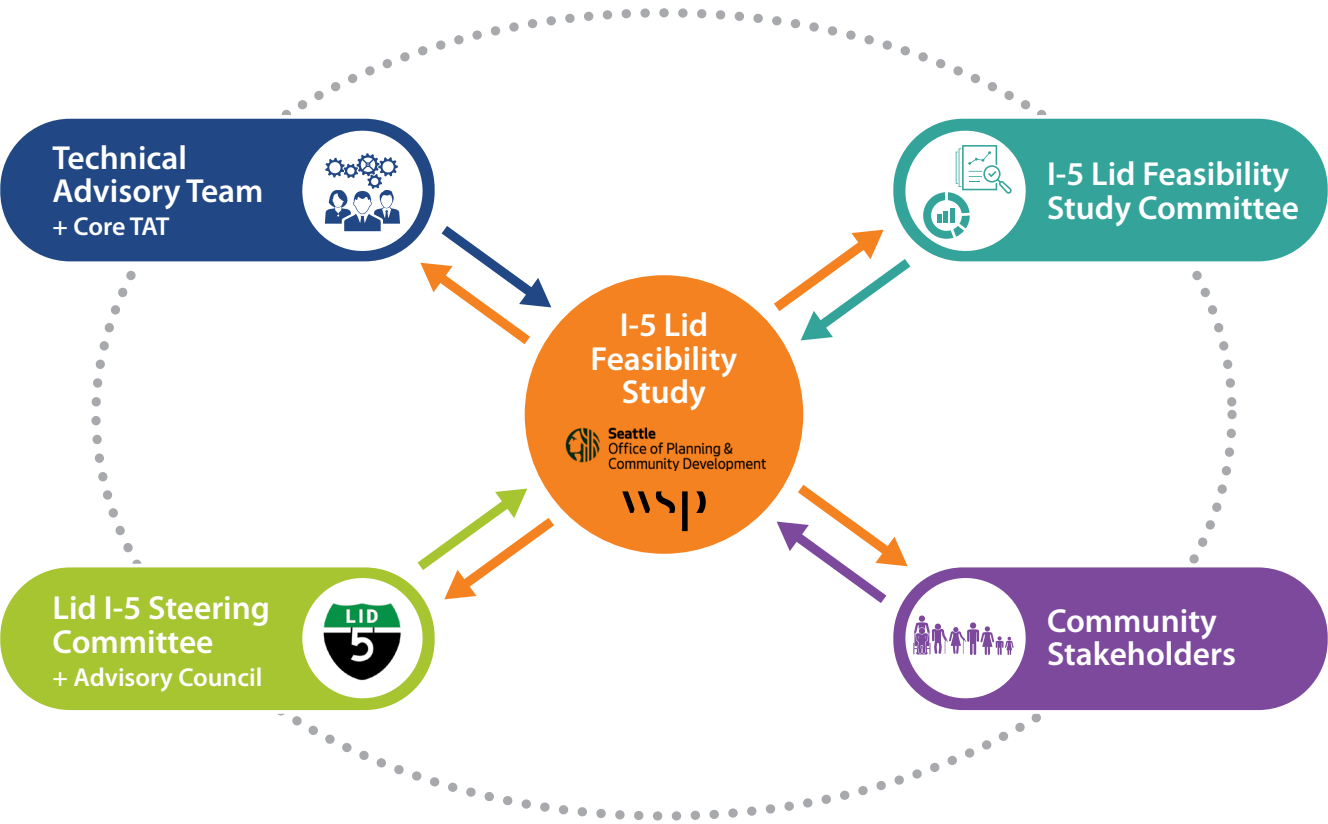 Technical
Advisory Team
+ Core TAT
I-5 Lid Feasibility
Study Committee
I-5 Lid
Feasibility
Study
Seattle
Office of Planning &
Community Development
wsp
Lid I-5 Steering
Committee
+ Advisory Council
LID
5
Community
Stakeholders